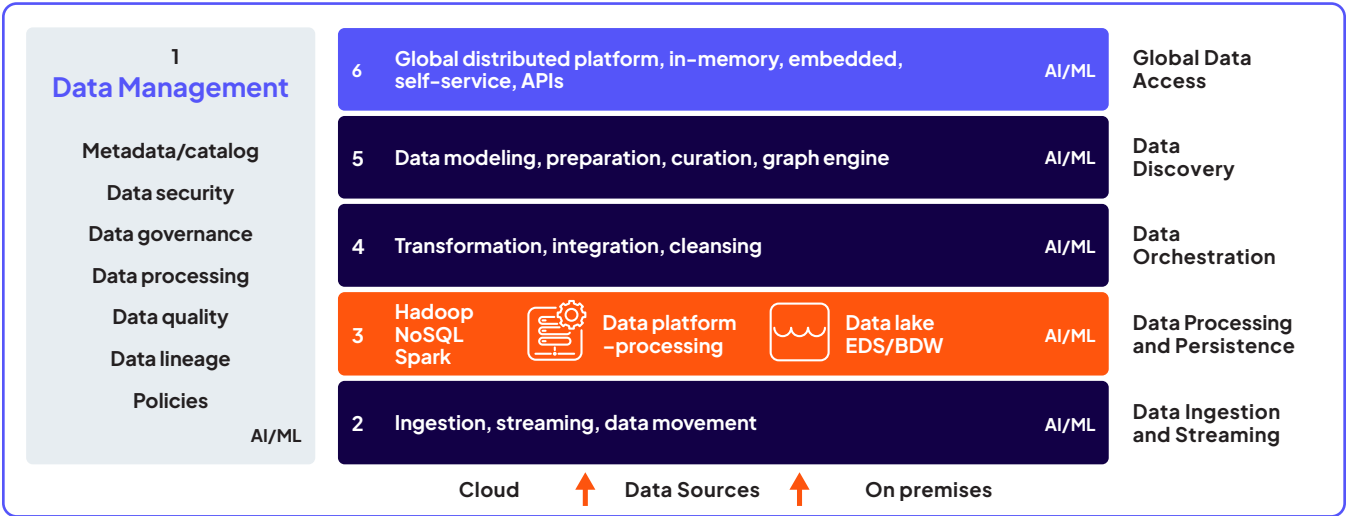 1
Data Management
Metadata/catalog
Data security
Data governance
Data processing
Data quality
Data lineage
Policies
AI/ML
6
Global distributed platform, in-memory, embedded,
self-service, APIs
AI/ML
Global Data
Access
5
Data modeling, preparation, curation, graph engine
AI/ML
Data
Discovery
4
Transformation, integration, cleansing
AI/ML
Data
Orchestration
3
Hadoop
NoSQL
Spark
Data platform
–processing
Data lake
EDS/BDW
AI/ML
Data Processing
and Persistence
2
Ingestion, streaming, data movement
AI/ML
Data Ingestion
and Streaming
Cloud
Data Sources
On premises